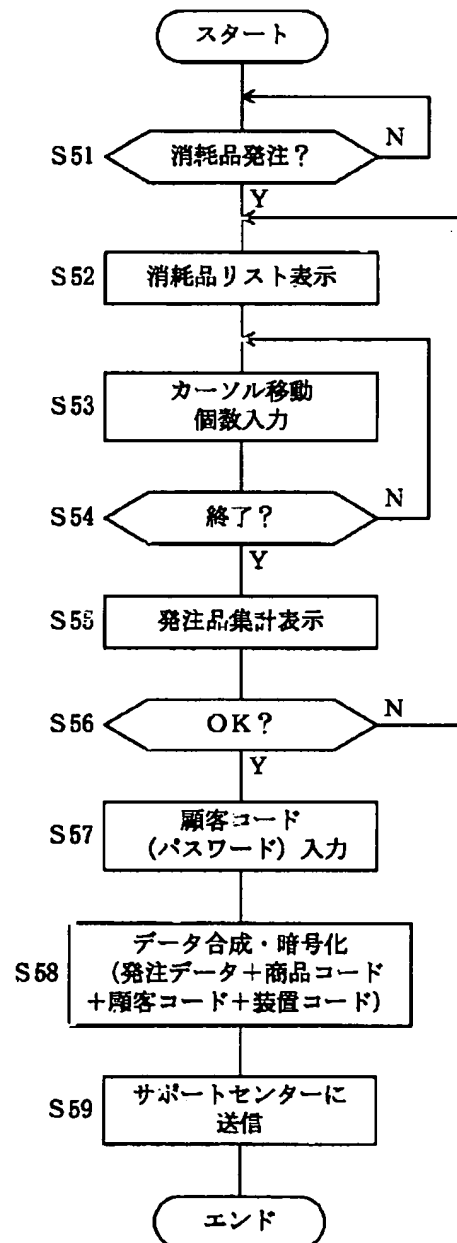 スタート
N
S51
消耗品発注？
Y
S52
消耗品リスト表示
S53
カーソル移動
個数入力
N
S54
終了？
Y
S55
発注品集計表示
N
S56
OK？
Y
S57
顧客コード
(パスワード) 入力
データ合成・暗号化
S58
(発注データ＋商品コード
＋顧客コード＋装置コード)
S59
サポートセンターに
送信
エンド